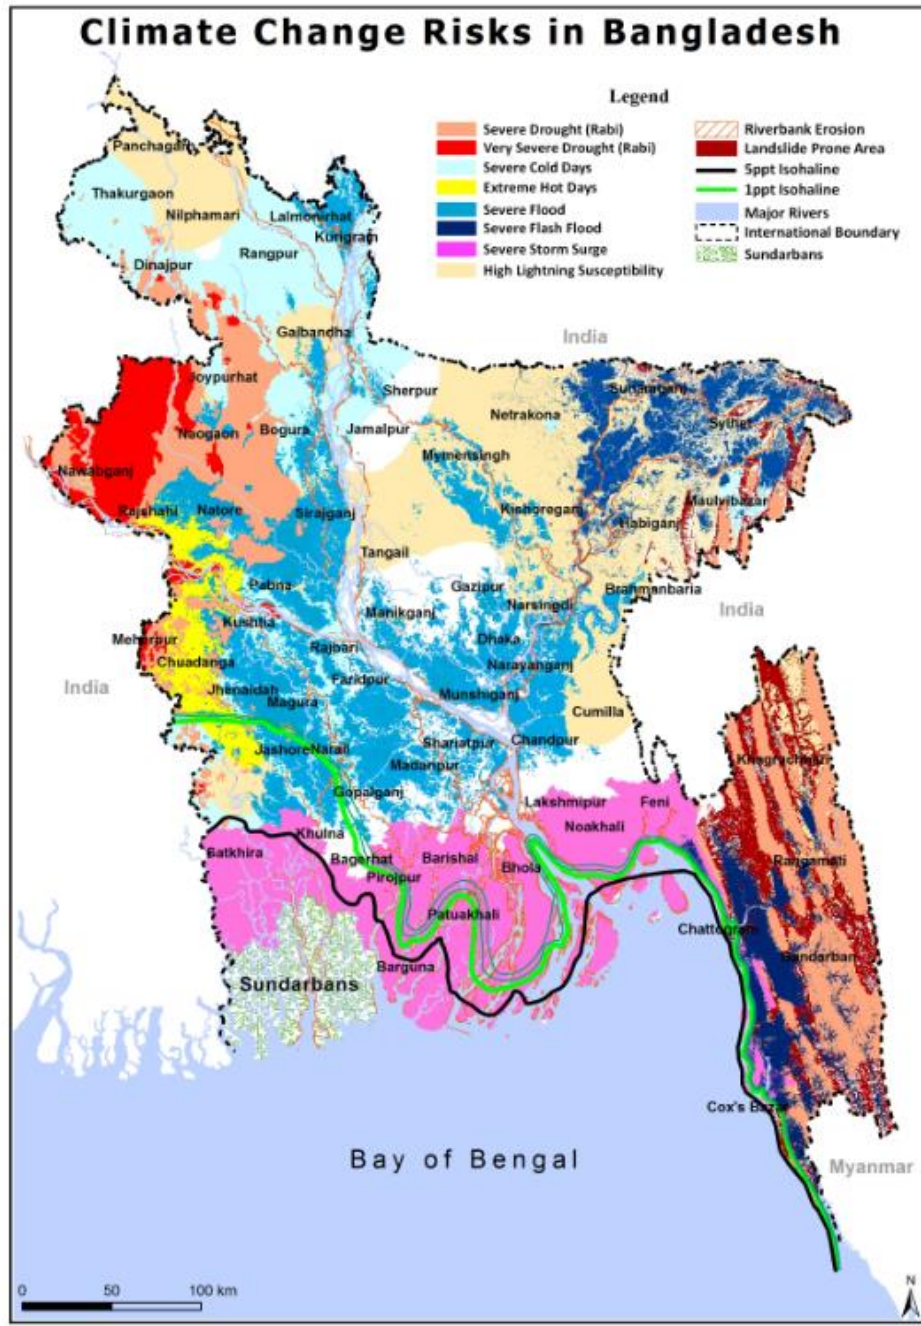 Climate Change Risks in Bangladesh
Legend
Severe Drought (Rabi)
Very Severe Drought (Rabi)
Severe Cold Days
Extreme Hot Days
Severe Flood
Severe Flash Flood
Severe Storm Surge
High Lightning Susceptibility
Riverbank Erosion
Landslide Prone Area
5ppt Isohaline
1ppt Isohaline
Major Rivers
International Boundary
Sundarbans
Panchagarh
Thakurgaon
Nilphamari
Lalmonirhat
Kurigram
Rangpur
Dinajpur
Gaibandha
India
Joypurhat
Sherpur
Netrakona
Sunamganj
Sylhet
Naogaon
Bogura
Jamalpur
Mymensingh
Nawabganj
Maulvibazar
Rajshahi
Natore
Sirajganj
Kishoreganj
Habiganj
Tangail
Pabna
Gazipur
Brahmanbaria
Manikganj
Narsingdi
India
Kushtia
Meherpur
Rajbari
Dhaka
Chuadanga
Faridpur
Narayanganj
India
Jhenaidah
Magura
Munshiganj
Cumilla
Jashore
Narail
Shariatpur
Chandpur
Madaripur
Khagrachhari
Gopalganj
Lakshmipur
Feni
Khulna
Noakhali
Satkhira
Bagerhat
Barishal
Bhola
Rangamati
Pirojpur
Patuakhali
Chattogram
Bandarban
Barguna
Sundarbans
Cox's Bazar
Bay of Bengal
Myanmar
N
0 50 100 km